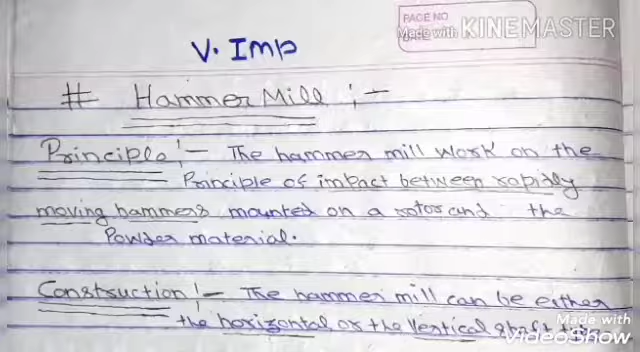 PAGE NO
Made with KINEMASTER
V. Imp
# Hammer Mill :-
Principle :- The hammer mill work on the
Principle of impact between rapidly
moving hammers mounted on a rotor and the
Powder material.
Construction :- The hammer mill can be either
the horizontal or the Vertical shaft
Made with
VideoShow